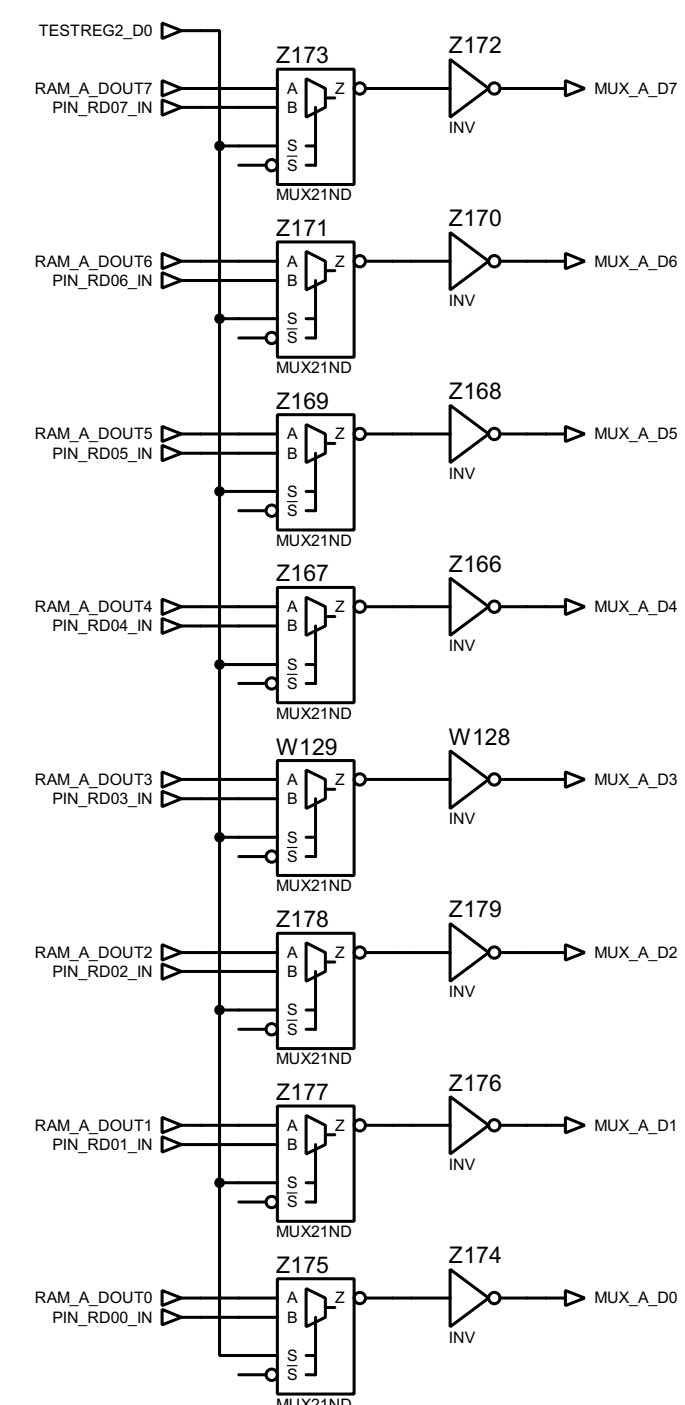 TESTREG2_D0
Z173
Z172
RAM_A_DOUT7
A
Z
MUX_A_D7
PIN_RD07_IN
B
INV
S
S
MUX21ND
Z171
Z170
RAM_A_DOUT6
A
Z
MUX_A_D6
PIN_RD06_IN
B
INV
S
S
MUX21ND
Z169
Z168
RAM_A_DOUT5
A
Z
MUX_A_D5
PIN_RD05_IN
B
INV
S
S
MUX21ND
Z167
Z166
RAM_A_DOUT4
A
Z
MUX_A_D4
PIN_RD04_IN
B
INV
S
S
MUX21ND
W129
W128
RAM_A_DOUT3
A
Z
MUX_A_D3
PIN_RD03_IN
B
INV
S
S
MUX21ND
Z178
Z179
RAM_A_DOUT2
A
Z
MUX_A_D2
PIN_RD02_IN
B
INV
S
S
MUX21ND
Z177
Z176
RAM_A_DOUT1
A
Z
MUX_A_D1
PIN_RD01_IN
B
INV
S
S
MUX21ND
Z175
Z174
RAM_A_DOUT0
A
Z
MUX_A_D0
PIN_RD00_IN
B
INV
S
S
MUX21ND